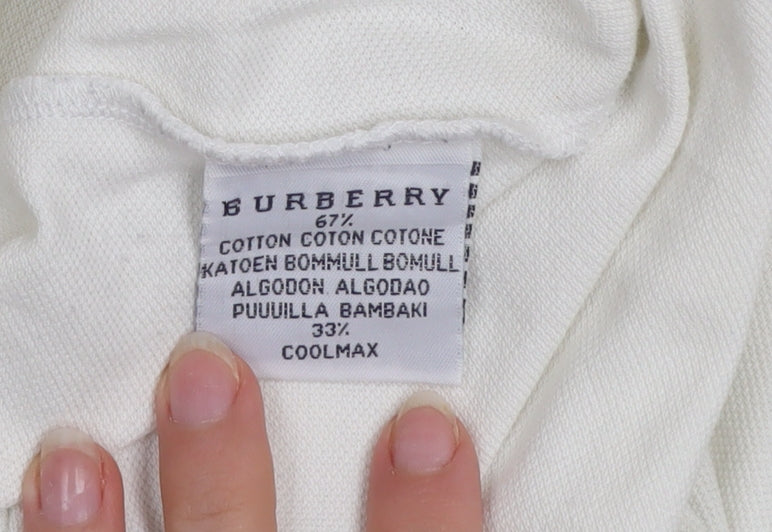 BURBERRY
67%
COTTON COTON COTONE
KATOEN BOMMULL BOMULL
ALGODON ALGODAO
PUUUILLA BAMBAKI
33%
COOLMAX